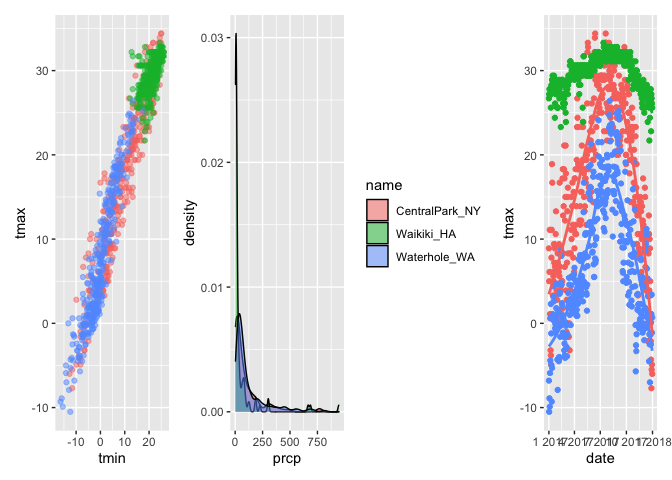 tmax
30
20
10
0
-10
-10 0 10 20
tmin
density
0.03
0.02
0.01
0.00
0 250 500 750
prcp
name
CentralPark_NY
Waikiki_HA
Waterhole_WA
tmax
30
20
10
0
-10
date